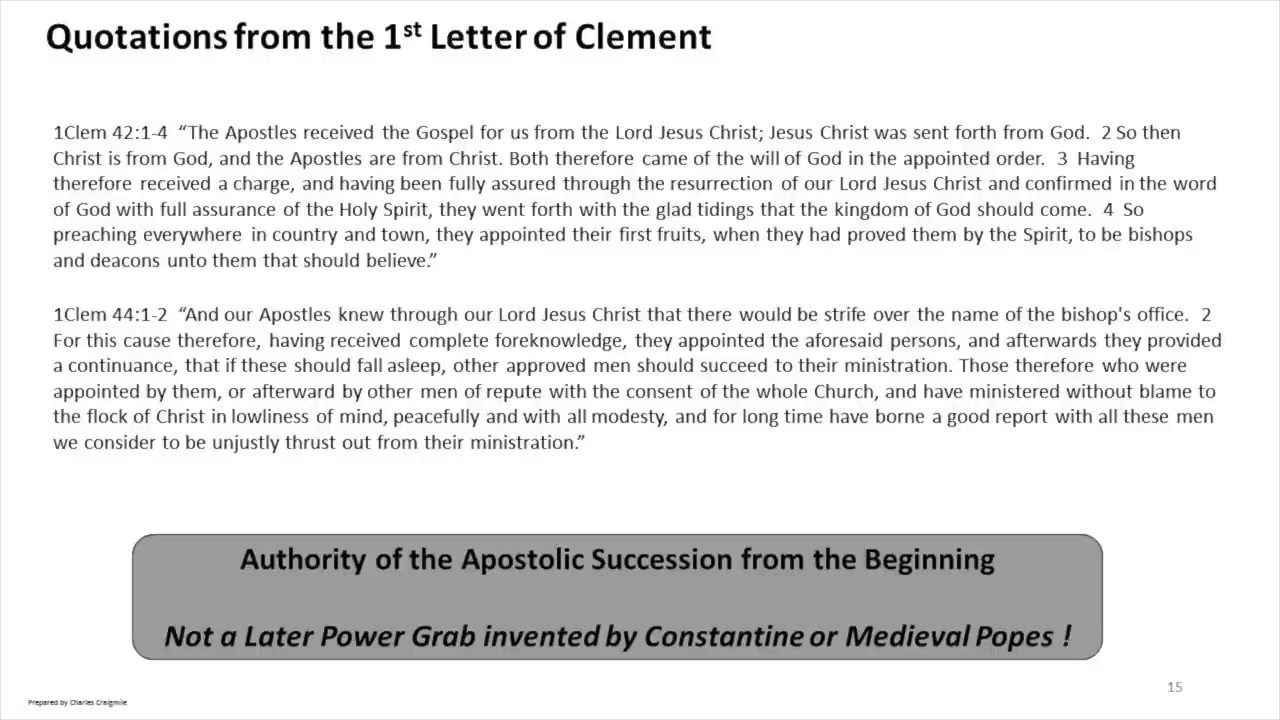 Quotations from the 1st Letter of Clement
1Clem 42:1-4 “The Apostles received the Gospel for us from the Lord Jesus Christ; Jesus Christ was sent forth from God. 2 So then
Christ is from God, and the Apostles are from Christ. Both therefore came of the will of God in the appointed order. 3 Having
therefore received a charge, and having been fully assured through the resurrection of our Lord Jesus Christ and confirmed in the word
of God with full assurance of the Holy Spirit, they went forth with the glad tidings that the kingdom of God should come. 4 So
preaching everywhere in country and town, they appointed their first fruits, when they had proved them by the Spirit, to be bishops
and deacons unto them that should believe.”
1Clem 44:1-2 “And our Apostles knew through our Lord Jesus Christ that there would be strife over the name of the bishop's office. 2
For this cause therefore, having received complete foreknowledge, they appointed the aforesaid persons, and afterwards they provided
a continuance, that if these should fall asleep, other approved men should succeed to their ministration. Those therefore who were
appointed by them, or afterward by other men of repute with the consent of the whole Church, and have ministered without blame to
the flock of Christ in lowliness of mind, peacefully and with all modesty, and for long time have borne a good report with all these men
we consider to be unjustly thrust out from their ministration.”
Authority of the Apostolic Succession from the Beginning
Not a Later Power Grab invented by Constantine or Medieval Popes !
15
Prepared by Charles Craigmile